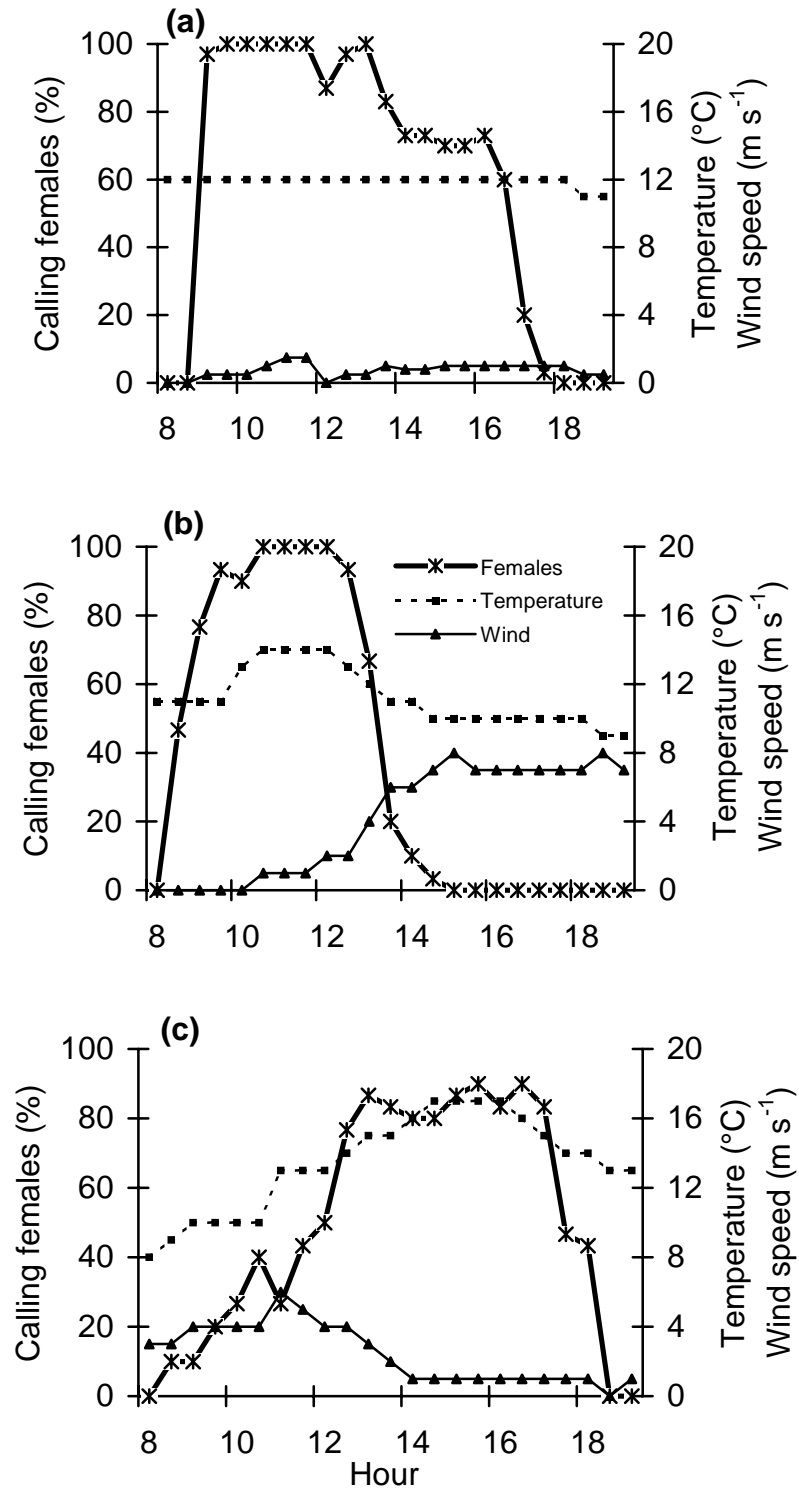 (a)
100
80
60
40
20
0
Calling females (%)
20
16
12
8
4
0
Temperature (°C)
Wind speed (m s⁻¹)
8 10 12 14 16 18
(b)
100
80
60
40
20
0
Calling females (%)
Females
Temperature
Wind
20
16
12
8
4
0
Temperature (°C)
Wind speed (m s⁻¹)
8 10 12 14 16 18
(c)
100
80
60
40
20
0
Calling females (%)
20
16
12
8
4
0
Temperature (°C)
Wind speed (m s⁻¹)
8 10 12 14 16 18
Hour